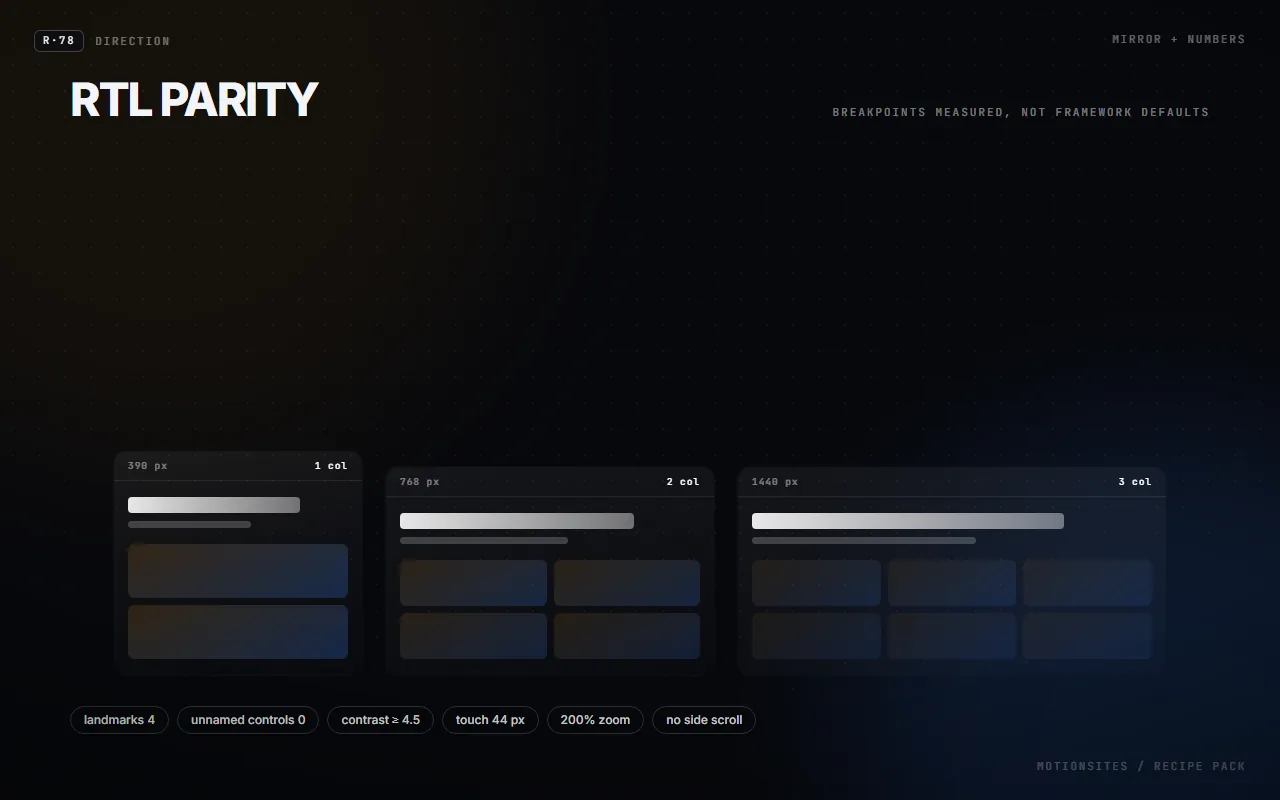 R·78 DIRECTION
MIRROR + NUMBERS
RTL PARITY
BREAKPOINTS MEASURED, NOT FRAMEWORK DEFAULTS
390 px 1 col
768 px 2 col
1440 px 3 col
landmarks 4 unnamed controls 0 contrast ≥ 4.5 touch 44 px 200% zoom no side scroll
MOTIONSITES / RECIPE PACK